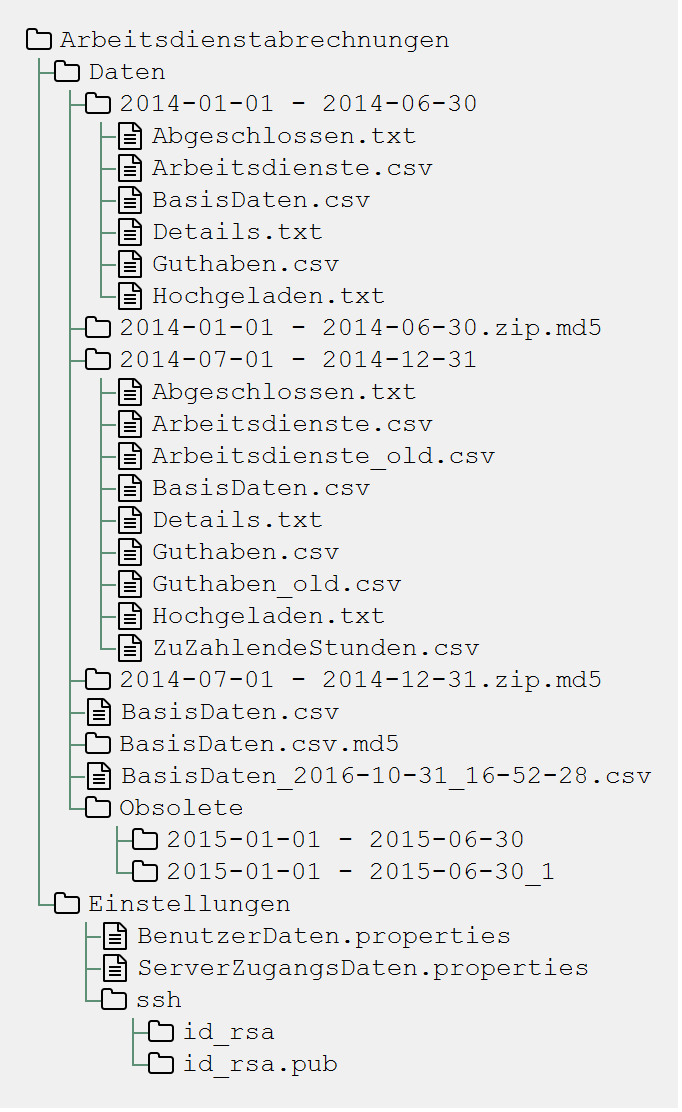 Arbeitsdienstabrechnungen
Daten
2014-01-01 - 2014-06-30
Abgeschlossen.txt
Arbeitsdienste.csv
BasisDaten.csv
Details.txt
Guthaben.csv
Hochgeladen.txt
2014-01-01 - 2014-06-30.zip.md5
2014-07-01 - 2014-12-31
Abgeschlossen.txt
Arbeitsdienste.csv
Arbeitsdienste_old.csv
BasisDaten.csv
Details.txt
Guthaben.csv
Guthaben_old.csv
Hochgeladen.txt
ZuZahlendeStunden.csv
2014-07-01 - 2014-12-31.zip.md5
BasisDaten.csv
BasisDaten.csv.md5
BasisDaten_2016-10-31_16-52-28.csv
Obsolete
2015-01-01 - 2015-06-30
2015-01-01 - 2015-06-30_1
Einstellungen
BenutzerDaten.properties
ServerZugangsDaten.properties
ssh
id_rsa
id_rsa.pub